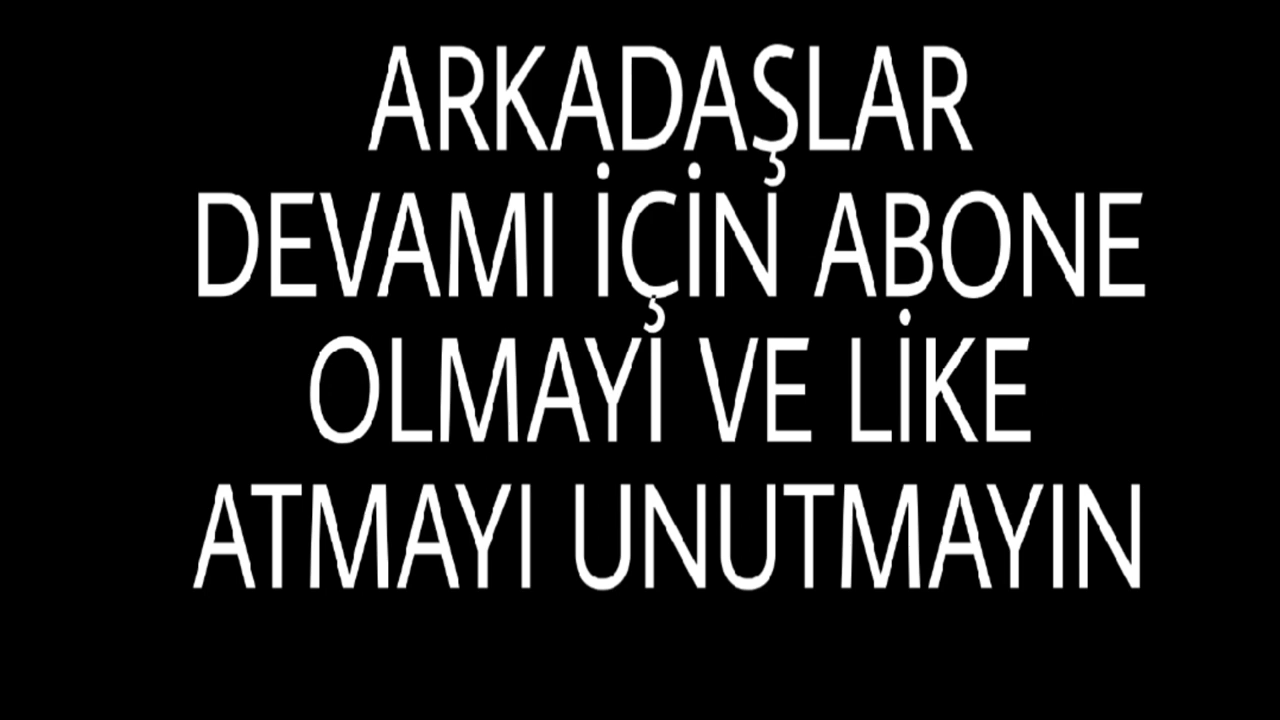 ARKADAŞLAR
DEVAMI İÇİN ABONE
OLMAYI VE LİKE
ATMAYI UNUTMAYIN